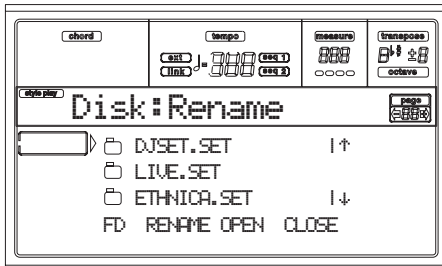 chord tempo measure transpose
ext seq 1
link seq 2
octave
style play page
Disk:Rename
DJSET.SET
LIVE.SET
ETHNICA.SET
FD RENAME OPEN CLOSE